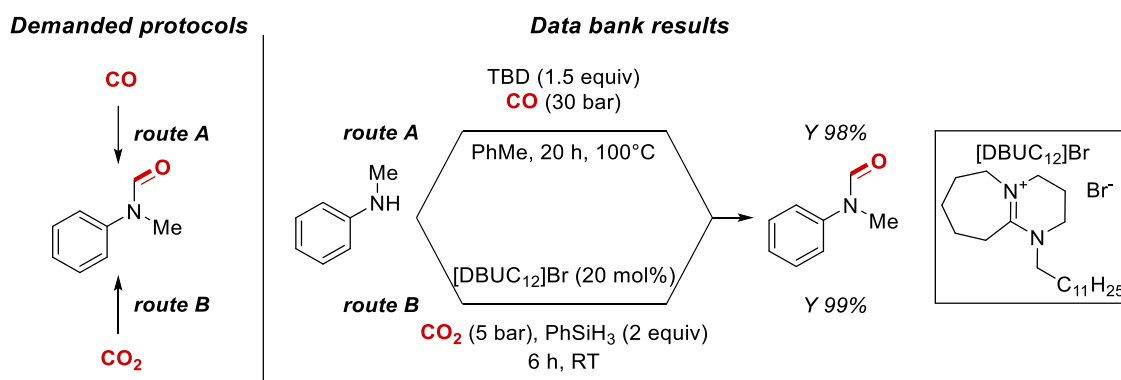 Demanded protocols
CO
route A
O
N
Me
route B
CO₂
Data bank results
TBD (1.5 equiv)
CO (30 bar)
route A
PhMe, 20 h, 100°C
Me
NH
[DBUC₁₂]Br (20 mol%)
route B
CO₂ (5 bar), PhSiH₃ (2 equiv)
6 h, RT
Y 98%
O
N
Me
Y 99%
[DBUC₁₂]Br
N⁺
Br⁻
N
C₁₁H₂₅